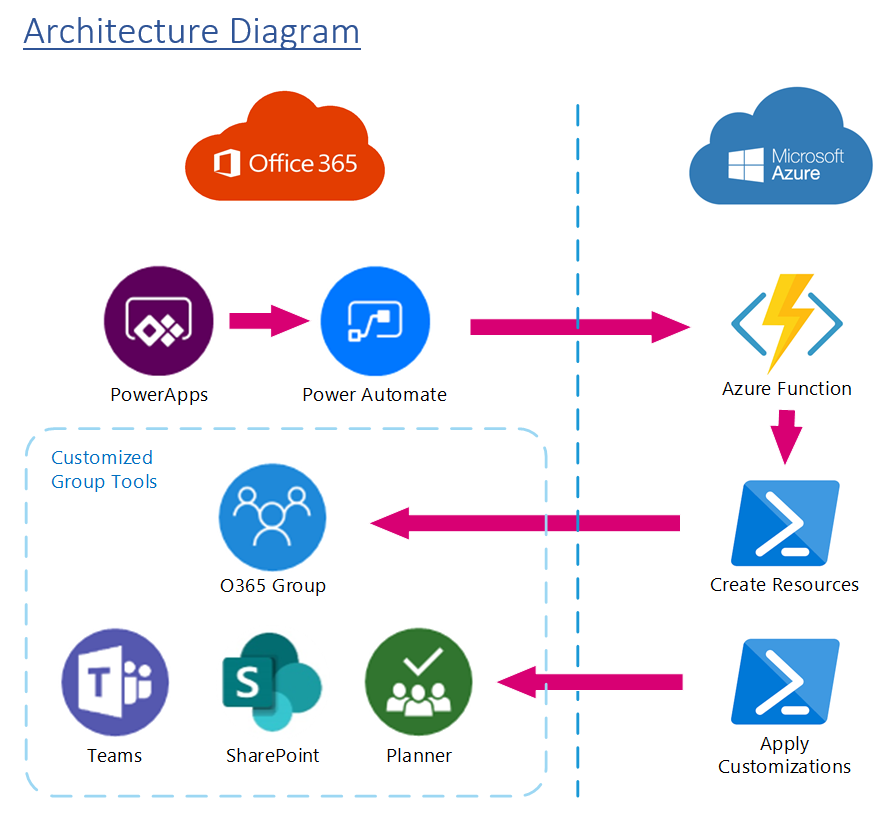 Architecture Diagram
Office 365
Microsoft
Azure
PowerApps
Power Automate
Azure Function
Customized
Group Tools
O365 Group
Create Resources
T
S
Teams
SharePoint
Planner
Apply
Customizations